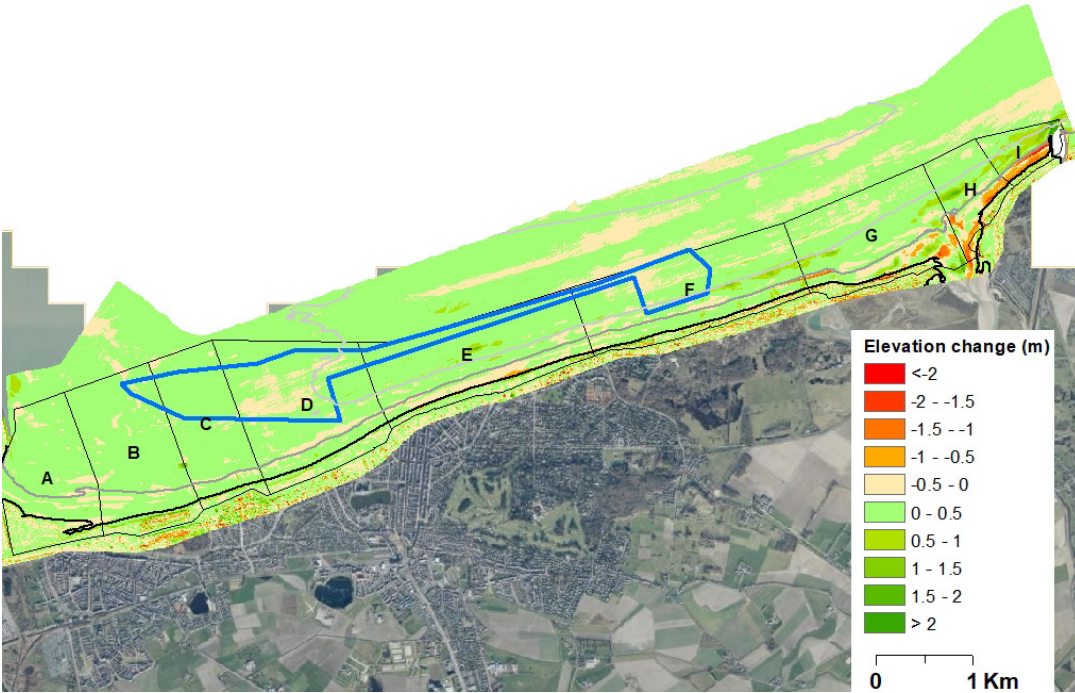 I
H
G
F
E
D
C
B
A
Elevation change (m)
<-2
-2 - -1.5
-1.5 - -1
-1 - -0.5
-0.5 - 0
0 - 0.5
0.5 - 1
1 - 1.5
1.5 - 2
> 2
0 1 Km